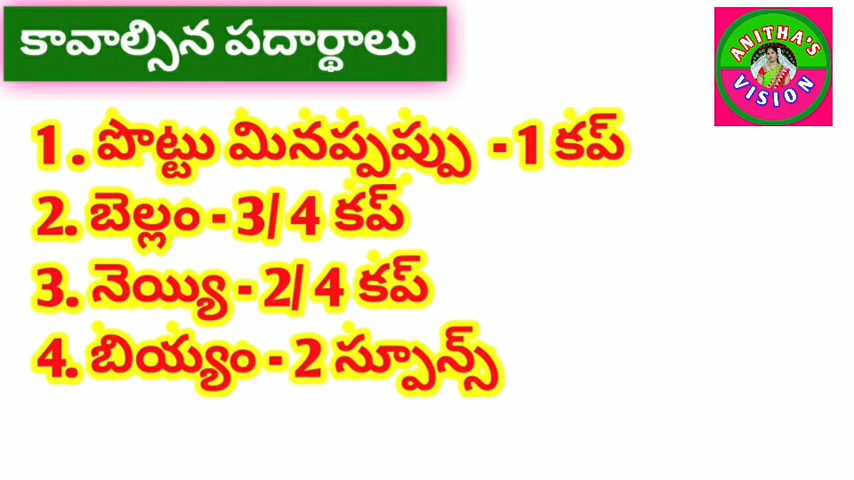 కావాల్సిన పదార్థాలు
ANITHA'S
VISION
1. పొట్టు మినప్పప్పు -1 కప్
2. బెల్లం - 3/4 కప్
3. నెయ్యి - 2/4 కప్
4. బియ్యం - 2 స్పూన్స్